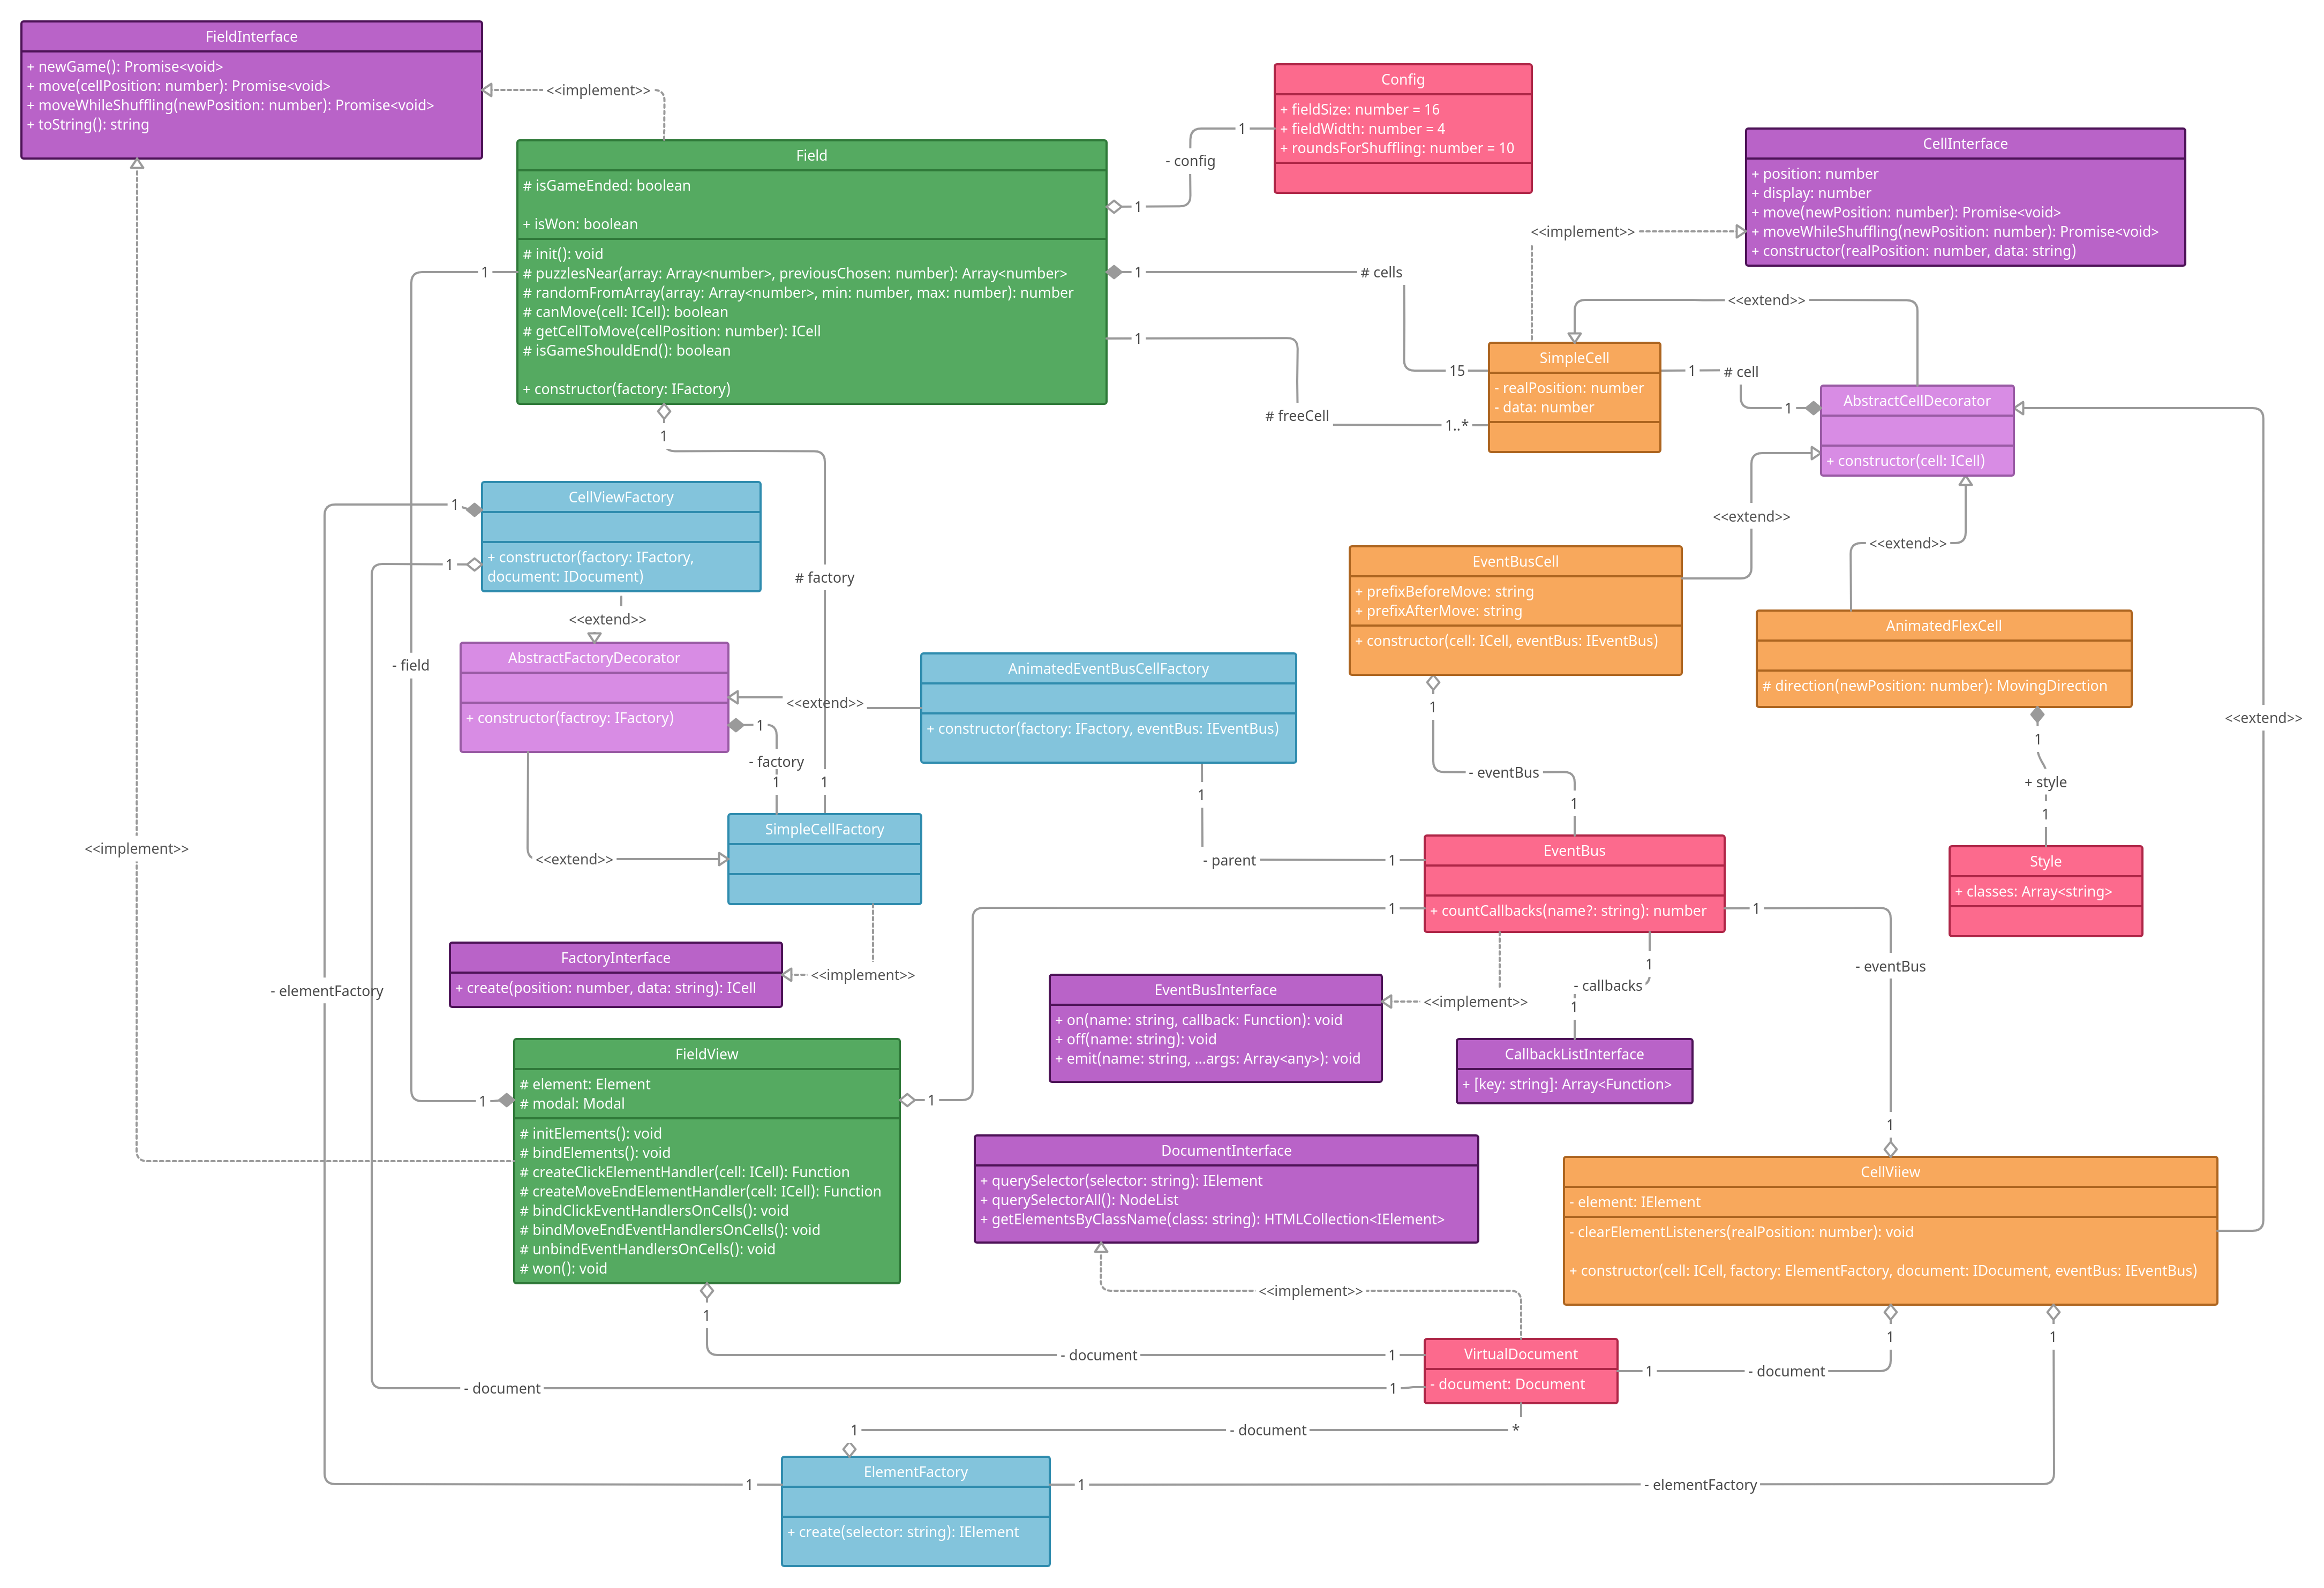 FieldInterface
+ newGame(): Promise<void>
+ move(cellPosition: number): Promise<void>
+ moveWhileShuffling(newPosition: number): Promise<void>
+ toString(): string
<<implement>>
Field
# isGameEnded: boolean
+ isWon: boolean
# init(): void
# puzzlesNear(array: Array<number>, previousChosen: number): Array<number>
# randomFromArray(array: Array<number>, min: number, max: number): number
# canMove(cell: ICell): boolean
# getCellToMove(cellPosition: number): ICell
# isGameShouldEnd(): boolean
+ constructor(factory: IFactory)
Config
+ fieldSize: number = 16
+ fieldWidth: number = 4
+ roundsForShuffling: number = 10
1
- config
1
CellInterface
+ position: number
+ display: number
+ move(newPosition: number): Promise<void>
+ moveWhileShuffling(newPosition: number): Promise<void>
+ constructor(realPosition: number, data: string)
<<implement>>
1
1
# cells
15
1
# freeCell
1..*
<<extend>>
SimpleCell
- realPosition: number
- data: number
1
# cell
1
AbstractCellDecorator
+ constructor(cell: ICell)
1
# factory
1
CellViewFactory
+ constructor(factory: IFactory,
document: IDocument)
1
1
<<extend>>
- field
AbstractFactoryDecorator
+ constructor(factroy: IFactory)
<<extend>>
1
- factory
1
AnimatedEventBusCellFactory
+ constructor(factory: IFactory, eventBus: IEventBus)
<<extend>>
<<extend>>
EventBusCell
+ prefixBeforeMove: string
+ prefixAfterMove: string
+ constructor(cell: ICell, eventBus: IEventBus)
AnimatedFlexCell
# direction(newPosition: number): MovingDirection
<<extend>>
1
- eventBus
1
1
+ style
1
1
- parent
1
<<implement>>
<<extend>>
SimpleCellFactory
EventBus
+ countCallbacks(name?: string): number
Style
+ classes: Array<string>
1
1
<<implement>>
FactoryInterface
+ create(position: number, data: string): ICell
- elementFactory
EventBusInterface
+ on(name: string, callback: Function): void
+ off(name: string): void
+ emit(name: string, ...args: Array<any>): void
<<implement>>
1
- callbacks
1
- eventBus
CallbackListInterface
+ [key: string]: Array<Function>
FieldView
# element: Element
# modal: Modal
# initElements(): void
# bindElements(): void
# createClickElementHandler(cell: ICell): Function
# createMoveEndElementHandler(cell: ICell): Function
# bindClickEventHandlersOnCells(): void
# bindMoveEndEventHandlersOnCells(): void
# unbindEventHandlersOnCells(): void
# won(): void
1
1
1
DocumentInterface
+ querySelector(selector: string): IElement
+ querySelectorAll(): NodeList
+ getElementsByClassName(class: string): HTMLCollection<IElement>
CellViiew
- element: IElement
- clearElementListeners(realPosition: number): void
+ constructor(cell: ICell, factory: ElementFactory, document: IDocument, eventBus: IEventBus)
<<implement>>
1
- document
1
VirtualDocument
- document: Document
1
- document
1
1
- document
1
1
- document
*
ElementFactory
+ create(selector: string): IElement
1
1
- elementFactory